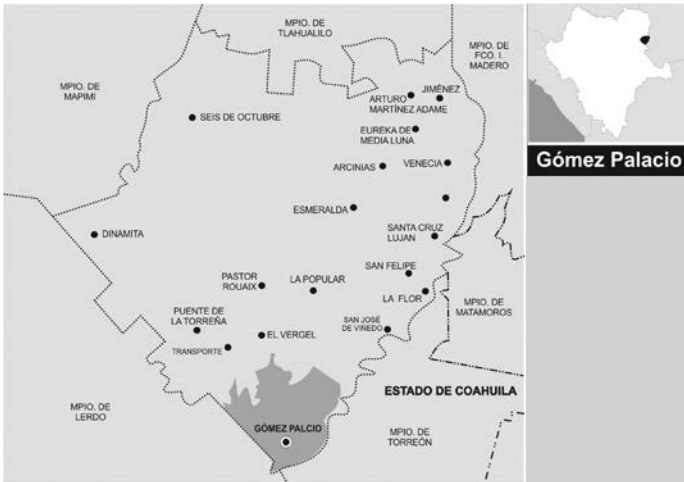 MPIO. DE
TLAHUALILO
MPIO. DE
FCO. I.
MADERO
MPIO. DE
MAPIMI
JIMÉNEZ
ARTURO
MARTÍNEZ ADAME
SEIS DE OCTUBRE
EUREKA DE
MEDIA LUNA
ARCINIAS
VENECIA
Gómez Palacio
ESMERALDA
DINAMITA
SANTA CRUZ
LUJAN
SAN FELIPE
PASTOR
ROUAIX
LA POPULAR
LA FLOR
MPIO. DE
MATAMOROS
PUENTE DE
LA TORREÑA
SAN JOSÉ
DE VIÑEDO
EL VERGEL
TRANSPORTE
ESTADO DE COAHUILA
MPIO. DE
LERDO
GÓMEZ PALCIO
MPIO. DE
TORREÓN